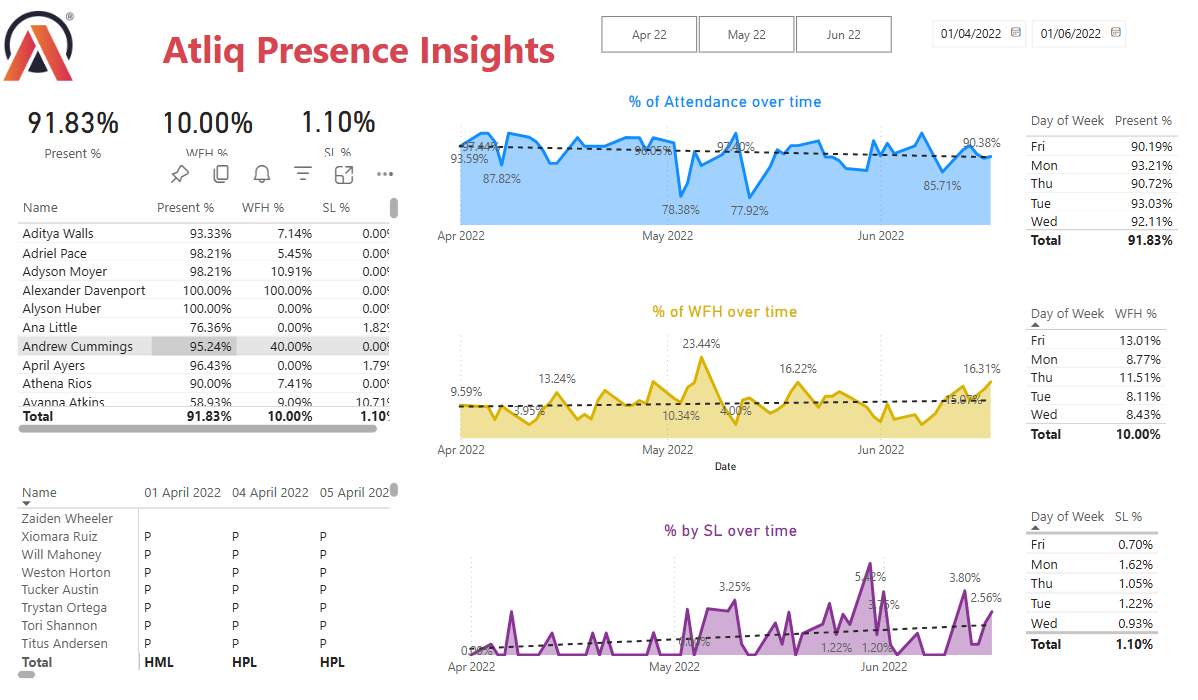 ®
Atliq Presence Insights
Apr 22 May 22 Jun 22
01/04/2022 01/06/2022
91.83% 10.00% 1.10%
Present % WFH % SL %
Name Present % WFH % SL %
Aditya Walls 93.33% 7.14% 0.00%
Adriel Pace 98.21% 5.45% 0.00%
Adyson Moyer 98.21% 10.91% 0.00%
Alexander Davenport 100.00% 100.00% 0.00%
Alyson Huber 100.00% 0.00% 0.00%
Ana Little 76.36% 0.00% 1.82%
Andrew Cummings 95.24% 40.00% 0.00%
April Ayers 96.43% 0.00% 1.79%
Athena Rios 90.00% 7.41% 0.00%
Ayanna Atkins 58.93% 9.09% 10.71%
Total 91.83% 10.00% 1.10%
Name 01 April 2022 04 April 2022 05 April 202
Zaiden Wheeler
Xiomara Ruiz P P P
Will Mahoney P P P
Weston Horton P P P
Tucker Austin P P P
Trystan Ortega P P P
Tori Shannon P P P
Titus Andersen P P P
Total HML HPL HPL
% of Attendance over time
97.44% 90.05% 97.40% 90.38%
93.59%
87.82% 85.71%
78.38% 77.92%
Apr 2022 May 2022 Jun 2022
Day of Week Present %
Fri 90.19%
Mon 93.21%
Thu 90.72%
Tue 93.03%
Wed 92.11%
Total 91.83%
% of WFH over time
23.44%
16.22% 16.31%
13.24%
9.59%
3.95% 10.34% 4.00% 15.07%
Apr 2022 May 2022 Jun 2022
Date
Day of Week WFH %
Fri 13.01%
Mon 8.77%
Thu 11.51%
Tue 8.11%
Wed 8.43%
Total 10.00%
% by SL over time
5.42% 3.80%
3.25%
3.75% 2.56%
0.00% 0.00% 1.22% 1.20%
Apr 2022 May 2022 Jun 2022
Day of Week SL %
Fri 0.70%
Mon 1.62%
Thu 1.05%
Tue 1.22%
Wed 0.93%
Total 1.10%